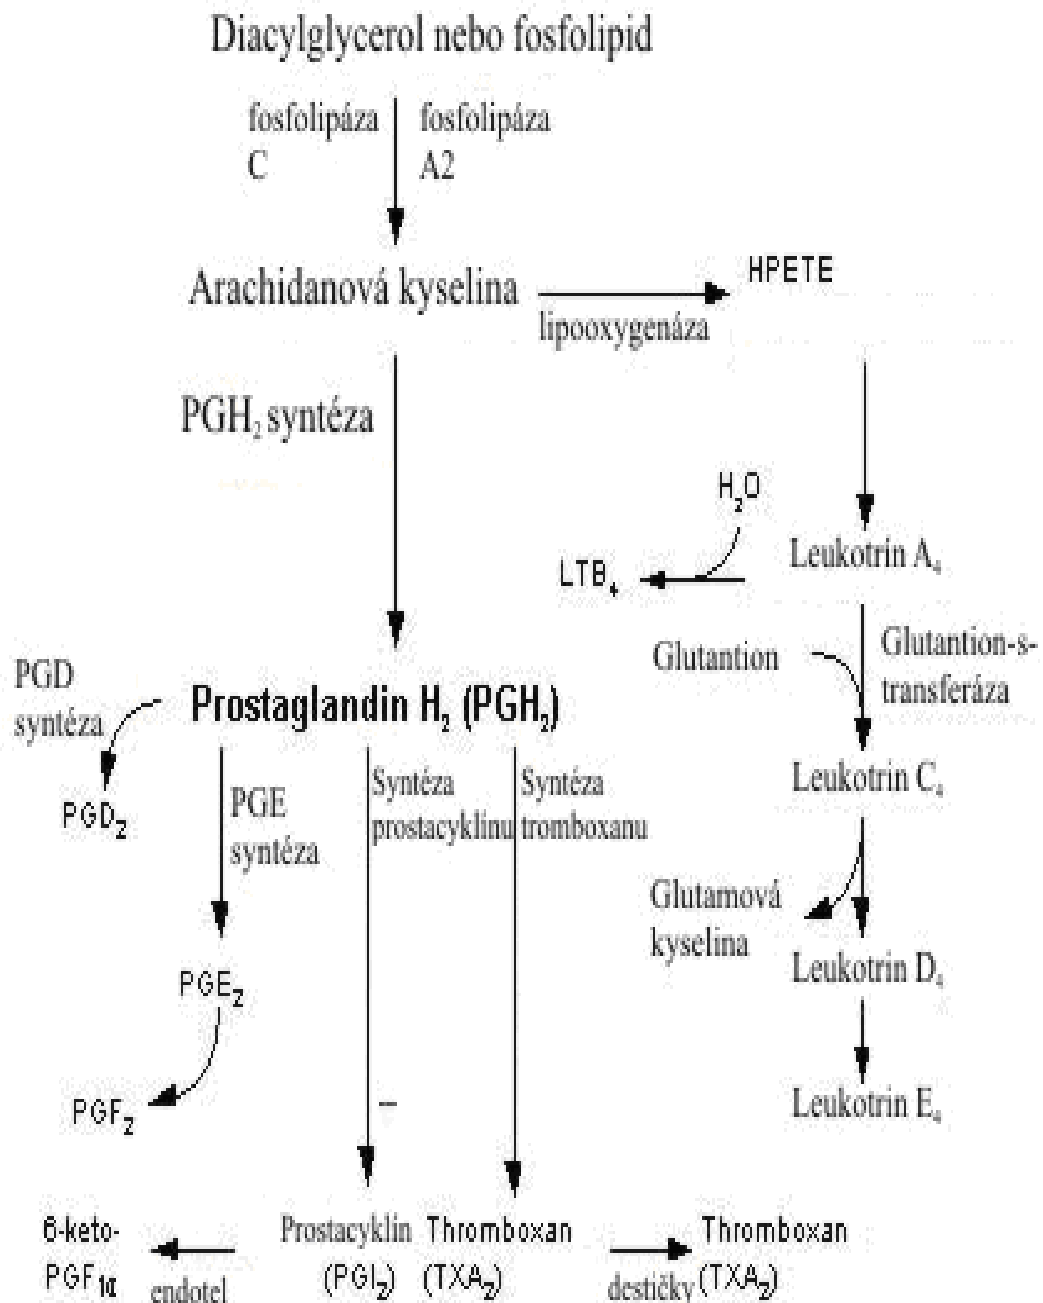 Diacylglycerol nebo fosfolipid
fosfolipáza
C
fosfolipáza
A2
Arachidanová kyselina
lipooxygenáza
HPETE
PGH₂ syntéza
H₂O
LTB₄
Leukotrin A₄
Glutantion
Glutantion-s-
transferáza
PGD
syntéza
Prostaglandin H₂ (PGH₂)
PGD₂
PGE
syntéza
Syntéza
prostacyklinu
Syntéza
tromboxanu
Leukotrin C₄
Glutamová
kyselina
PGE₂
Leukotrin D₄
PGF₂
Leukotrin E₄
6-keto-
PGF₁α
endotel
Prostacyklin
(PGI₂)
Thromboxan
(TXA₂)
destičky
Thromboxan
(TXA₂)